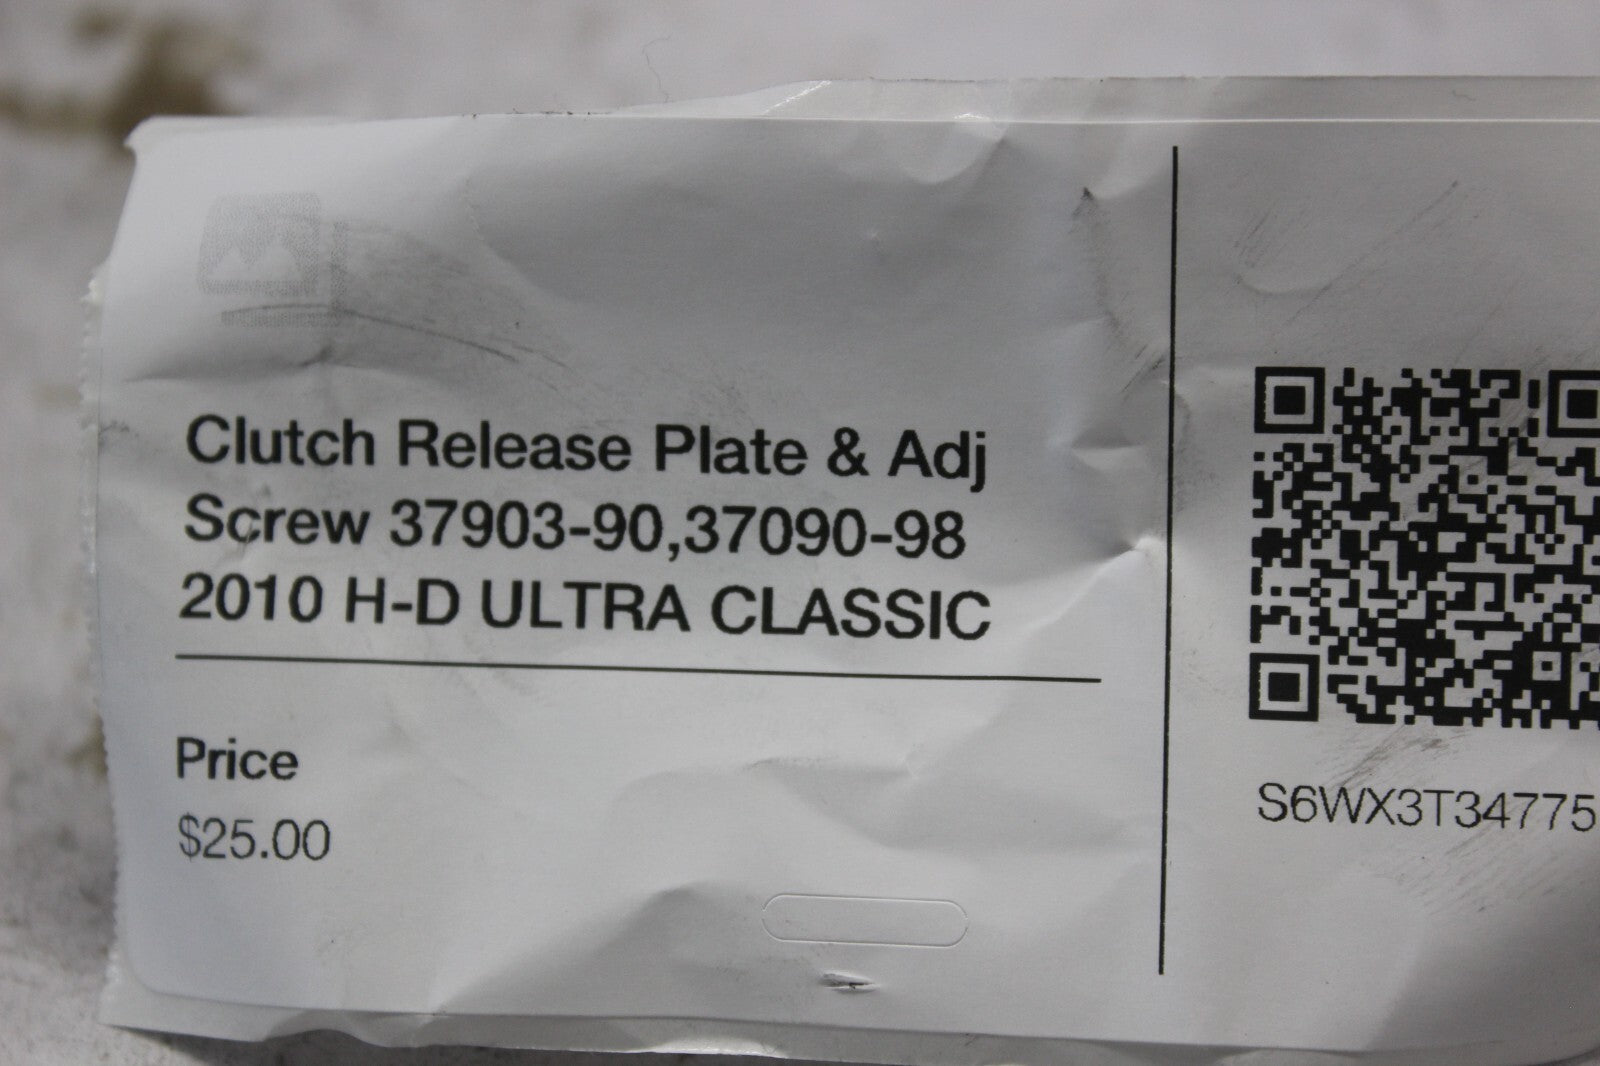 Clutch Release Plate & Adj
Screw 37903-90,37090-98
2010 H-D ULTRA CLASSIC
Price
$25.00
S6WX3T34775